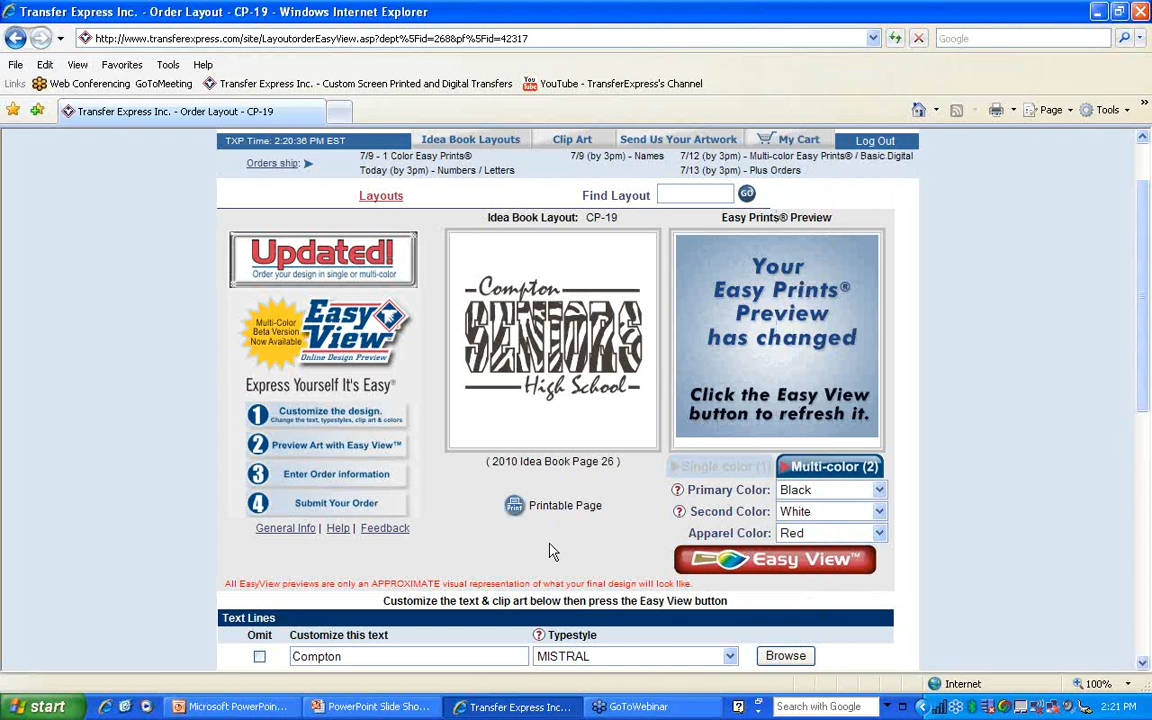 Transfer Express Inc. - Order Layout - CP-19 - Windows Internet Explorer
http://www.transferexpress.com/site/LayoutorderEasyView.asp?dept%5Fid=268&pf%5Fid=42317
Google
File Edit View Favorites Tools Help
Links Web Conferencing GoToMeeting Transfer Express Inc. - Custom Screen Printed and Digital Transfers YouTube - TransferExpress's Channel
Transfer Express Inc. - Order Layout - CP-19
Page Tools
TXP Time: 2:20:36 PM EST Idea Book Layouts Clip Art Send Us Your Artwork My Cart Log Out
Orders ship: 7/9 - 1 Color Easy Prints® 7/9 (by 3pm) - Names 7/12 (by 3pm) - Multi-color Easy Prints® / Basic Digital
Today (by 3pm) - Numbers / Letters 7/13 (by 3pm) - Plus Orders
Layouts Find Layout GO
Idea Book Layout: CP-19 Easy Prints® Preview
Updated!
Order your design in single or multi-color
Multi-Color
Beta Version
Now Available
Easy
View™
Online Design Preview
Express Yourself It's Easy®
1 Customize the design.
Change the text, typestyles, clip art & colors
2 Preview Art with Easy View™
3 Enter Order information
4 Submit Your Order
General Info | Help | Feedback
Compton
SENIORS
High School
( 2010 Idea Book Page 26 )
Print Printable Page
Your
Easy Prints®
Preview
has changed
Click the Easy View
button to refresh it.
Single color (1) Multi-color (2)
? Primary Color: Black
? Second Color: White
Apparel Color: Red
Easy View™
All EasyView previews are only an APPROXIMATE visual representation of what your final design will look like.
Customize the text & clip art below then press the Easy View button
Text Lines
Omit Customize this text ? Typestyle
Compton MISTRAL Browse
Internet 100%
start Microsoft PowerPoin... PowerPoint Slide Sho... Transfer Express Inc... GoToWebinar Search with Google 2:21 PM